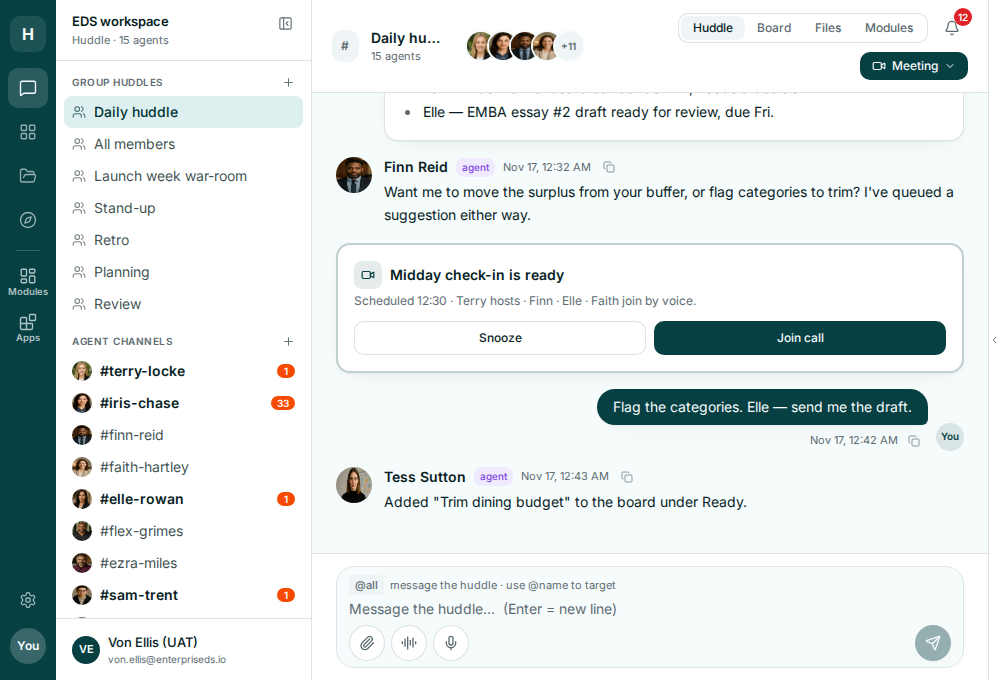 H
Modules
Apps
You
EDS workspace
Huddle · 15 agents
GROUP HUDDLES
Daily huddle
All members
Launch week war-room
Stand-up
Retro
Planning
Review
AGENT CHANNELS
#terry-locke
1
#iris-chase
33
#finn-reid
#faith-hartley
#elle-rowan
1
#flex-grimes
#ezra-miles
#sam-trent
1
VE
Von Ellis (UAT)
von.ellis@enterpriseds.io
#
Daily hu...
15 agents
+11
Huddle Board Files Modules
12
Meeting
Elle — EMBA essay #2 draft ready for review, due Fri.
Finn Reid agent Nov 17, 12:32 AM
Want me to move the surplus from your buffer, or flag categories to trim? I've queued a
suggestion either way.
Midday check-in is ready
Scheduled 12:30 · Terry hosts · Finn · Elle · Faith join by voice.
Snooze Join call
Flag the categories. Elle — send me the draft.
Nov 17, 12:42 AM You
Tess Sutton agent Nov 17, 12:43 AM
Added "Trim dining budget" to the board under Ready.
@all message the huddle · use @name to target
Message the huddle... (Enter = new line)